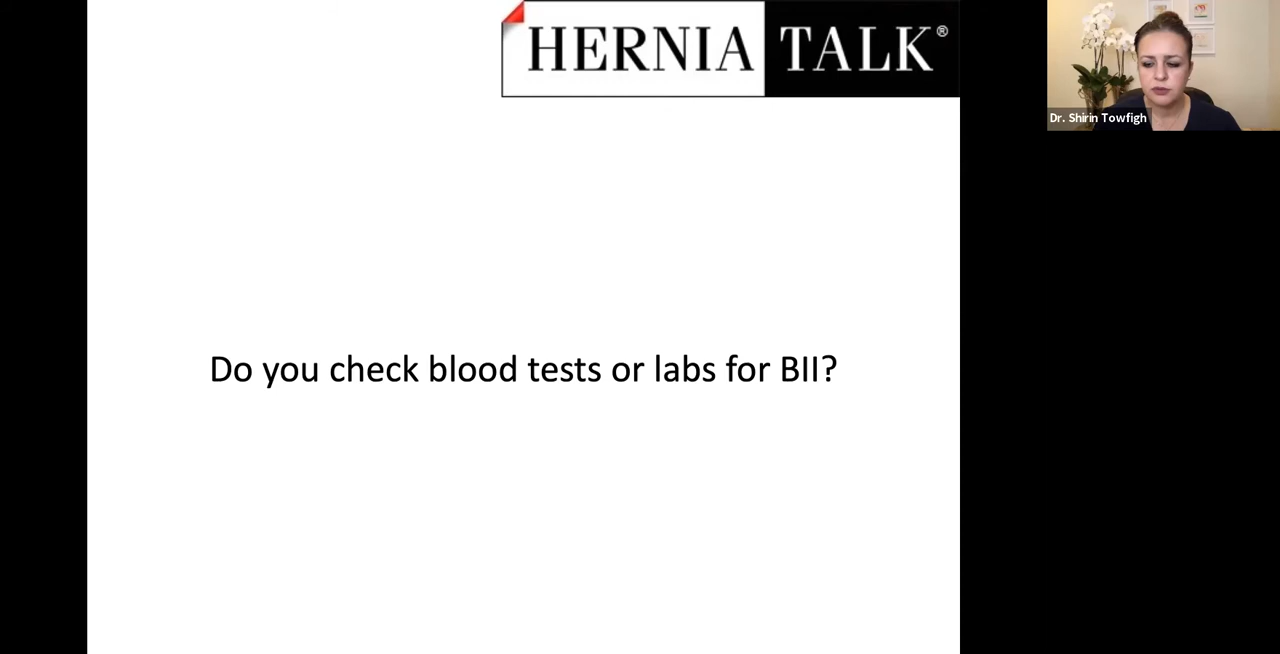 HERNIA TALK®
Dr. Shirin Towfigh
Do you check blood tests or labs for BII?